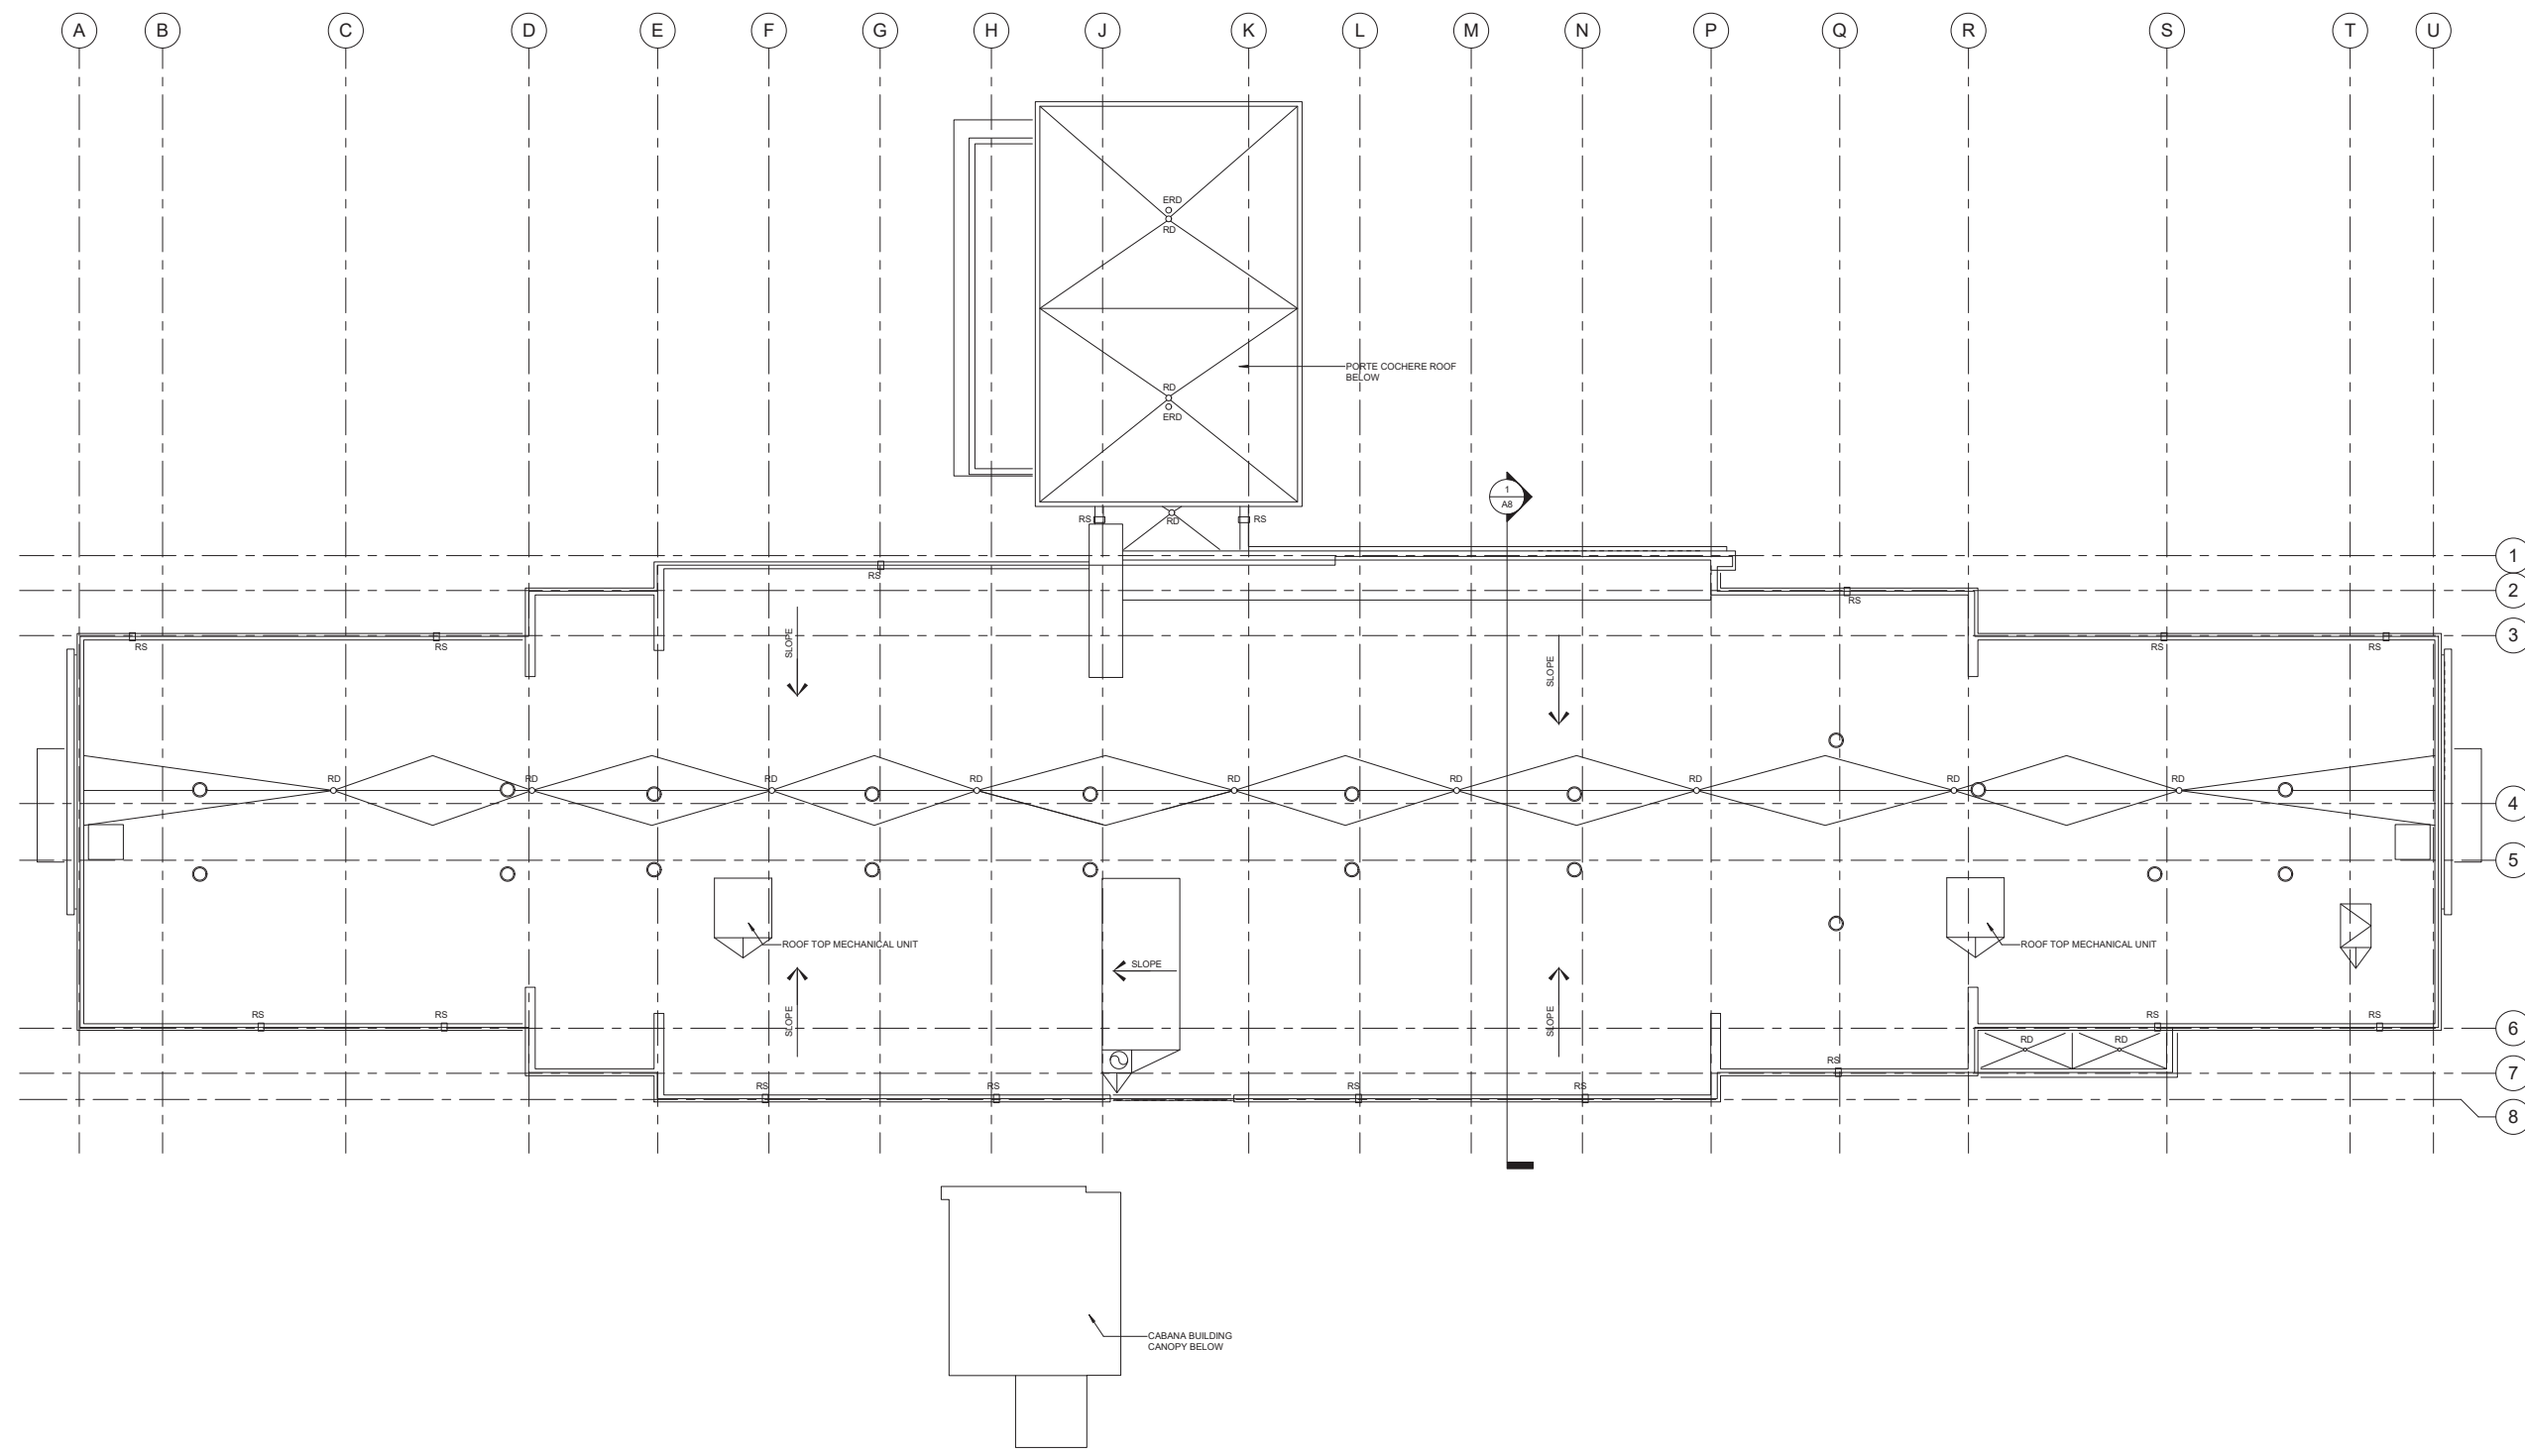 A B C D E F G H J K L M N P Q R S T U
ERD
RD
PORTE COCHERE ROOF
BELOW
RD
ERD
1
A8
RS RD RS
1
RS
2
RS
SLOPE
SLOPE
3
RS RS RS RS
RD RD RD RD RD RD RD RD RD
4
5
ROOF TOP MECHANICAL UNIT
ROOF TOP MECHANICAL UNIT
SLOPE
SLOPE
SLOPE
RS RS RS RS
6
RD RD
RS
7
RS RS RS RS
8
CABANA BUILDING
CANOPY BELOW